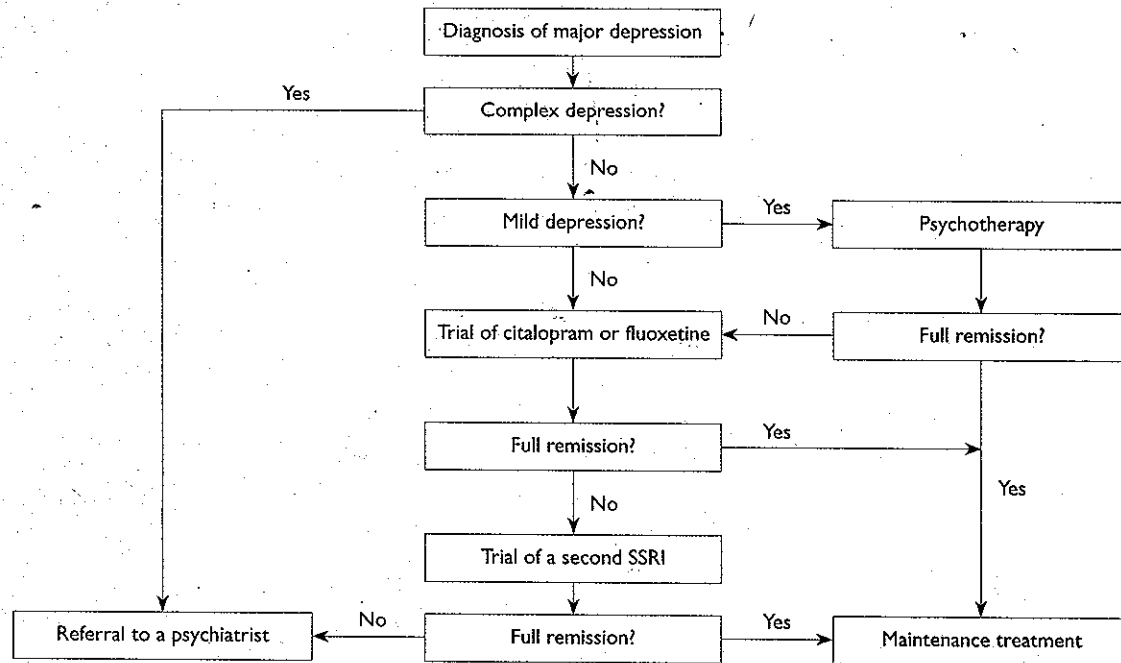 Diagnosis of major depression
Yes
Complex depression?
No
Mild depression?
Yes
Psychotherapy
No
Trial of citalopram or fluoxetine
No
Full remission?
Full remission?
Yes
Yes
No
Trial of a second SSRI
Referral to a psychiatrist
No
Full remission?
Yes
Maintenance treatment